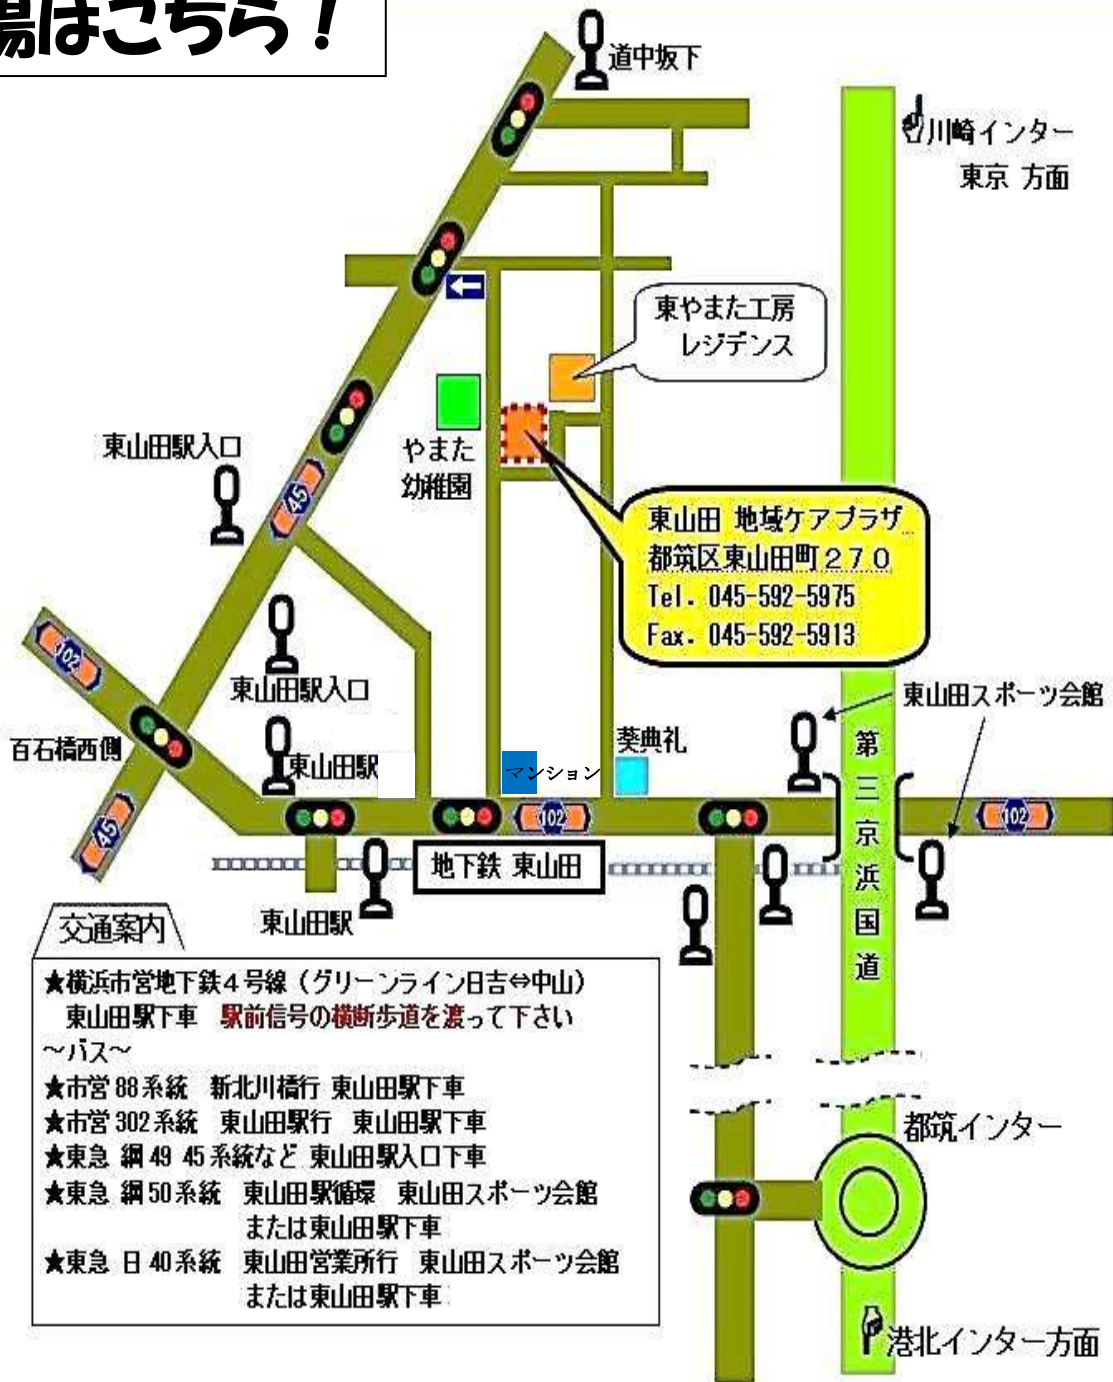 場はこちら！
道中坂下
川崎インター
東京 方面
東やまた工房
レジデンス
東山田駅入口
やまた
幼稚園
45
東山田 地域ケアプラザ
都筑区東山田町２７０
Tel. 045-592-5975
Fax. 045-592-5913
102
東山田駅入口
東山田スポーツ会館
百石橋西側
東山田駅
マンション
葵典礼
第三京浜国道
45
102
102
地下鉄 東山田
東山田駅
交通案内
★横浜市営地下鉄４号線（グリーンライン日吉⇔中山）
東山田駅下車 駅前信号の横断歩道を渡って下さい
～バス～
★市営 88 系統 新北川橋行 東山田駅下車
★市営 302 系統 東山田駅行 東山田駅下車
★東急 綱 49 45 系統など 東山田駅入口下車
★東急 綱 50 系統 東山田駅循環 東山田スポーツ会館
または東山田駅下車
★東急 日 40 系統 東山田営業所行 東山田スポーツ会館
または東山田駅下車
都筑インター
港北インター方面